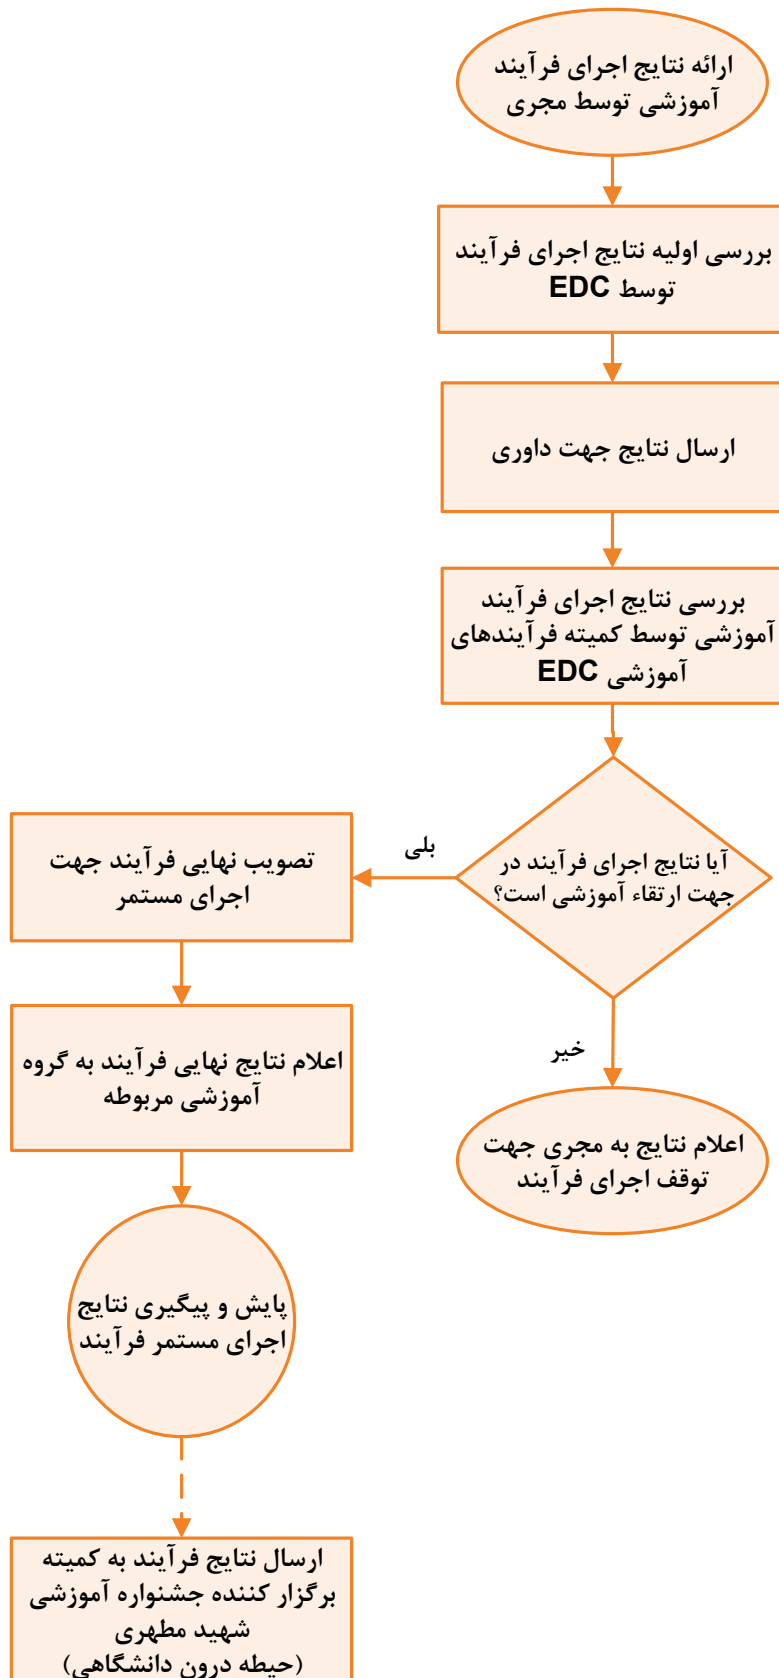 ارائه نتایج اجرای فرآیند
آموزشی توسط مجری
بررسی اولیه نتایج اجرای فرآیند
توسط EDC
ارسال نتایج جهت داوری
بررسی نتایج اجرای فرآیند
آموزشی توسط کمیته فرآیندهای
آموزشی EDC
آیا نتایج اجرای فرآیند در
جهت ارتقاء آموزشی است؟
بلی
تصویب نهایی فرآیند جهت
اجرای مستمر
اعلام نتایج نهایی فرآیند به گروه
آموزشی مربوطه
خیر
اعلام نتایج به مجری جهت
توقف اجرای فرآیند
پایش و پیگیری نتایج
اجرای مستمر فرآیند
ارسال نتایج فرآیند به کمیته
برگزار کننده جشنواره آموزشی
شهید مطهری
(حیطه درون دانشگاهی)